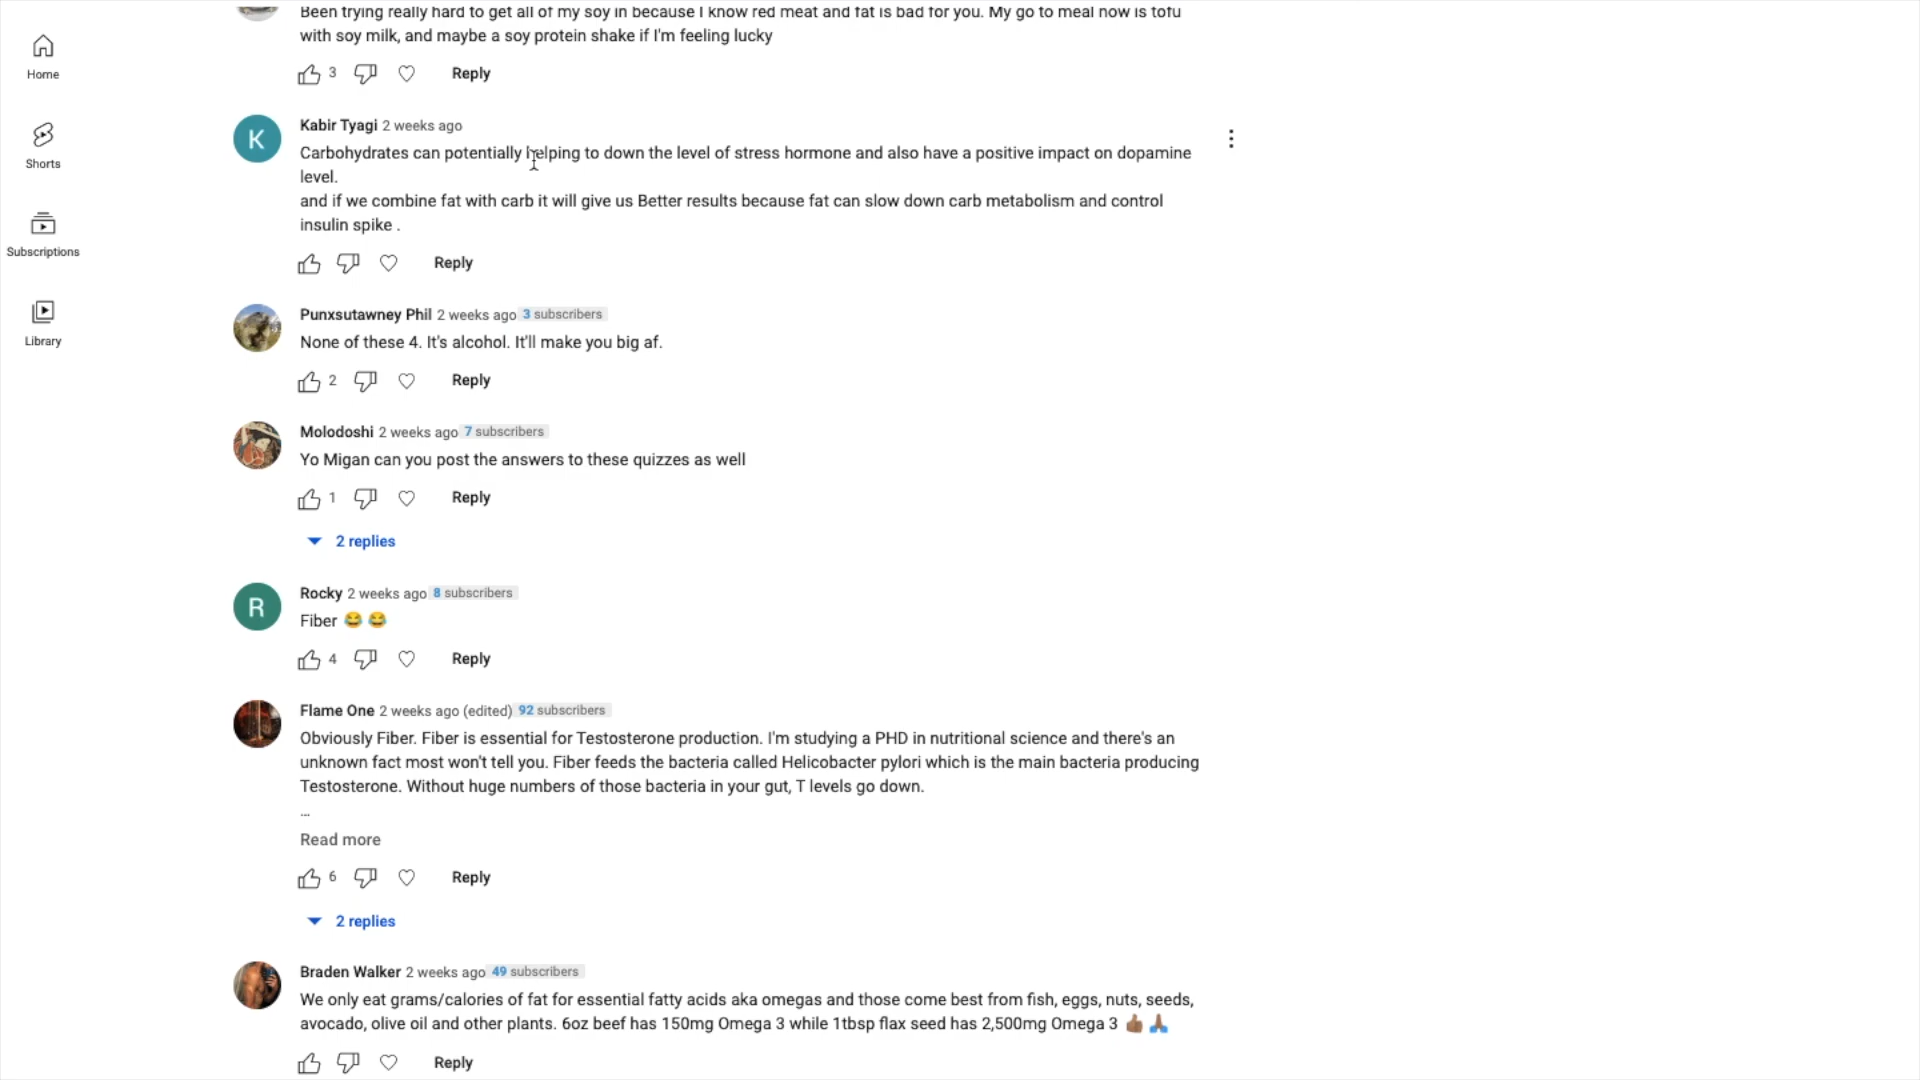 Been trying really hard to get all of my soy in because I know red meat and fat is bad for you. My go to meal now is tofu
with soy milk, and maybe a soy protein shake if I'm feeling lucky
Home
3
Reply
K
Kabir Tyagi 2 weeks ago
Carbohydrates can potentially helping to down the level of stress hormone and also have a positive impact on dopamine
level.
and if we combine fat with carb it will give us Better results because fat can slow down carb metabolism and control
insulin spike .
Shorts
Subscriptions
Reply
Punxsutawney Phil 2 weeks ago 3 subscribers
None of these 4. It's alcohol. It'll make you big af.
Library
2
Reply
Molodoshi 2 weeks ago 7 subscribers
Yo Migan can you post the answers to these quizzes as well
1
Reply
2 replies
R
Rocky 2 weeks ago 8 subscribers
Fiber 😂 😂
4
Reply
Flame One 2 weeks ago (edited) 92 subscribers
Obviously Fiber. Fiber is essential for Testosterone production. I'm studying a PHD in nutritional science and there's an
unknown fact most won't tell you. Fiber feeds the bacteria called Helicobacter pylori which is the main bacteria producing
Testosterone. Without huge numbers of those bacteria in your gut, T levels go down.
...
Read more
6
Reply
2 replies
Braden Walker 2 weeks ago 49 subscribers
We only eat grams/calories of fat for essential fatty acids aka omegas and those come best from fish, eggs, nuts, seeds,
avocado, olive oil and other plants. 6oz beef has 150mg Omega 3 while 1tbsp flax seed has 2,500mg Omega 3 👍🏾 🙏🏾
Reply